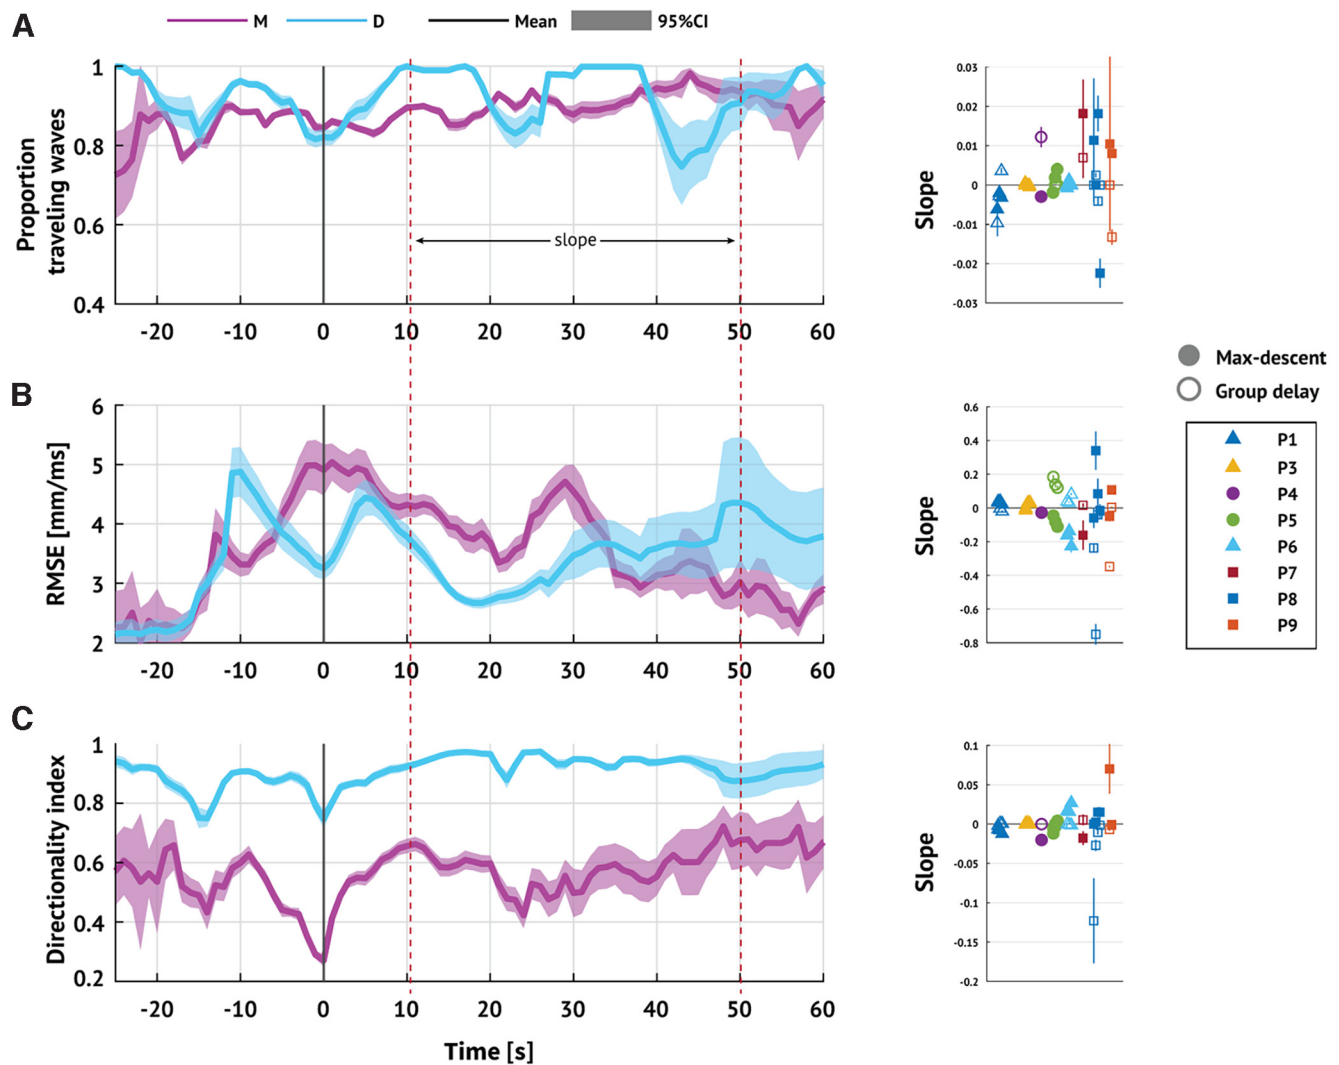 A
M D Mean 95%CI
Proportion
traveling waves
1
0.8
0.6
0.4
slope
-20 -10 0 10 20 30 40 50 60
Slope
0.03
0.02
0.01
0
-0.01
-0.02
-0.03
Max-descent
Group delay
P1
P3
P4
P5
P6
P7
P8
P9
B
RMSE [mm/ms]
6
5
4
3
2
-20 -10 0 10 20 30 40 50 60
Slope
0.6
0.4
0.2
0
-0.2
-0.4
-0.6
-0.8
C
Directionality index
1
0.8
0.6
0.4
0.2
-20 -10 0 10 20 30 40 50 60
Time [s]
Slope
0.1
0.05
0
-0.05
-0.1
-0.15
-0.2